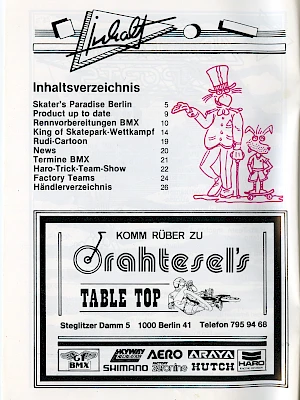 Inhalt
Inhaltsverzeichnis
Skater's Paradise Berlin 5
Product up to date 9
Rennvorbereitungen BMX 10
King of Skatepark-Wettkampf 14
Rudi-Cartoon 19
News 20
Termine BMX 21
Haro-Trick-Team-Show 22
Factory Teams 24
Händlerverzeichnis 26
KOMM RÜBER ZU
Drahtesel's
TABLE TOP
Steglitzer Damm 5 1000 Berlin 41 Telefon 795 94 68
GT BMX SKYWAY AERO ARAYA HARO
SHIMANO HUTCH